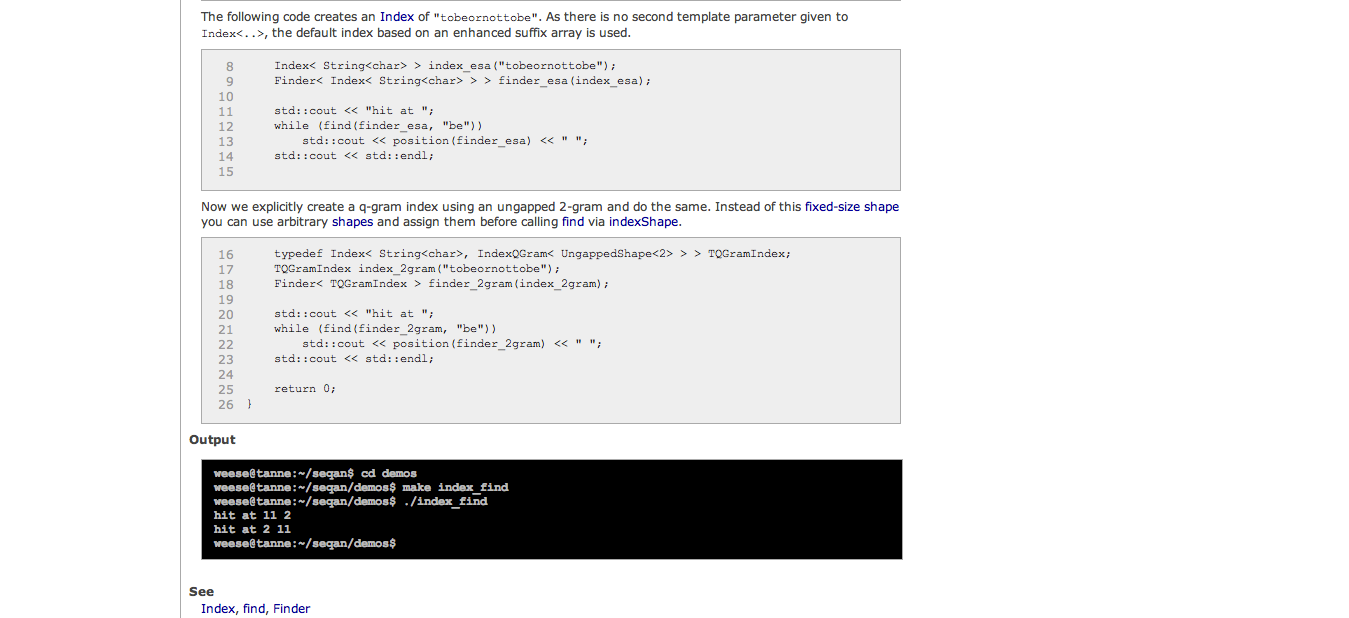 The following code creates an Index of "tobeornottobe". As there is no second template parameter given to
Index<..>, the default index based on an enhanced suffix array is used.
8 Index< String<char> > index_esa("tobeornottobe");
9 Finder< Index< String<char> > > finder_esa(index_esa);
10
11 std::cout << "hit at ";
12 while (find(finder_esa, "be"))
13 std::cout << position(finder_esa) << " ";
14 std::cout << std::endl;
15
Now we explicitly create a q-gram index using an ungapped 2-gram and do the same. Instead of this fixed-size shape
you can use arbitrary shapes and assign them before calling find via indexShape.
16 typedef Index< String<char>, IndexQGram< UngappedShape<2> > > TQGramIndex;
17 TQGramIndex index_2gram("tobeornottobe");
18 Finder< TQGramIndex > finder_2gram(index_2gram);
19
20 std::cout << "hit at ";
21 while (find(finder_2gram, "be"))
22 std::cout << position(finder_2gram) << " ";
23 std::cout << std::endl;
24
25 return 0;
26 }
Output
weese@tanne:~/seqan$ cd demos
weese@tanne:~/seqan/demos$ make index_find
weese@tanne:~/seqan/demos$ ./index_find
hit at 11 2
hit at 2 11
weese@tanne:~/seqan/demos$
See
Index, find, Finder